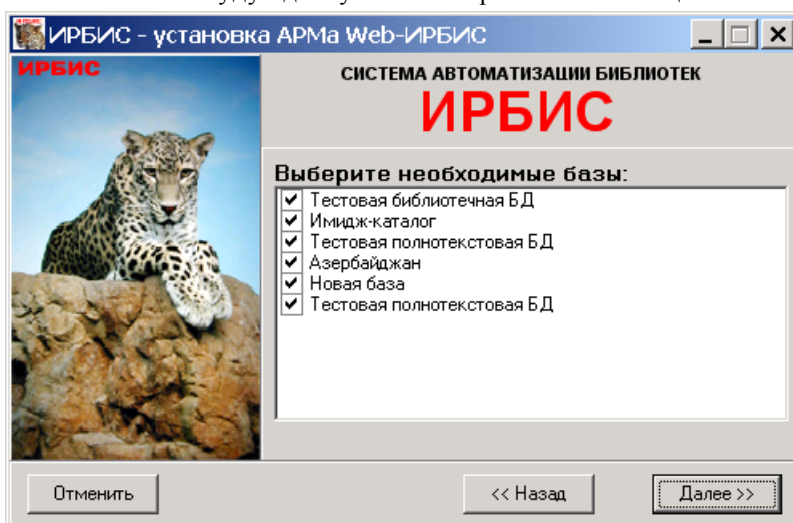 ИРБИС - установка АРМа Web-ИРБИС
ИРБИС
СИСТЕМА АВТОМАТИЗАЦИИ БИБЛИОТЕК
ИРБИС
Выберите необходимые базы:
Тестовая библиотечная БД
Имидж-каталог
Тестовая полнотекстовая БД
Азербайджан
Новая база
Тестовая полнотекстовая БД
Отменить
<< Назад
Далее >>